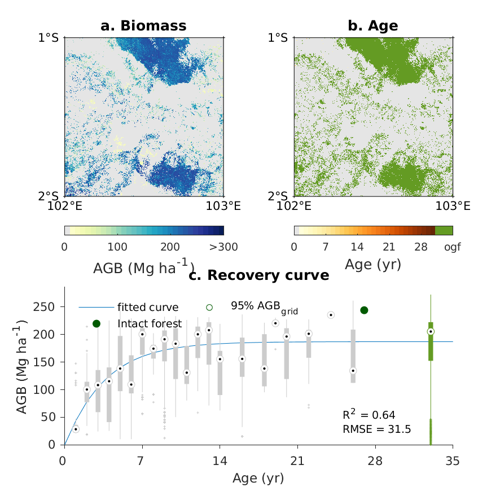 a. Biomass
b. Age
1°S
2°S
102°E
103°E
1°S
2°S
102°E
103°E
0
100
200
>300
AGB (Mg ha⁻¹)
0
7
14
21
28
ogf
Age (yr)
c. Recovery curve
fitted curve
95% AGB_grid
Intact forest
AGB (Mg ha⁻¹)
250
200
150
100
50
0
R² = 0.64
RMSE = 31.5
0
7
14
21
28
35
Age (yr)